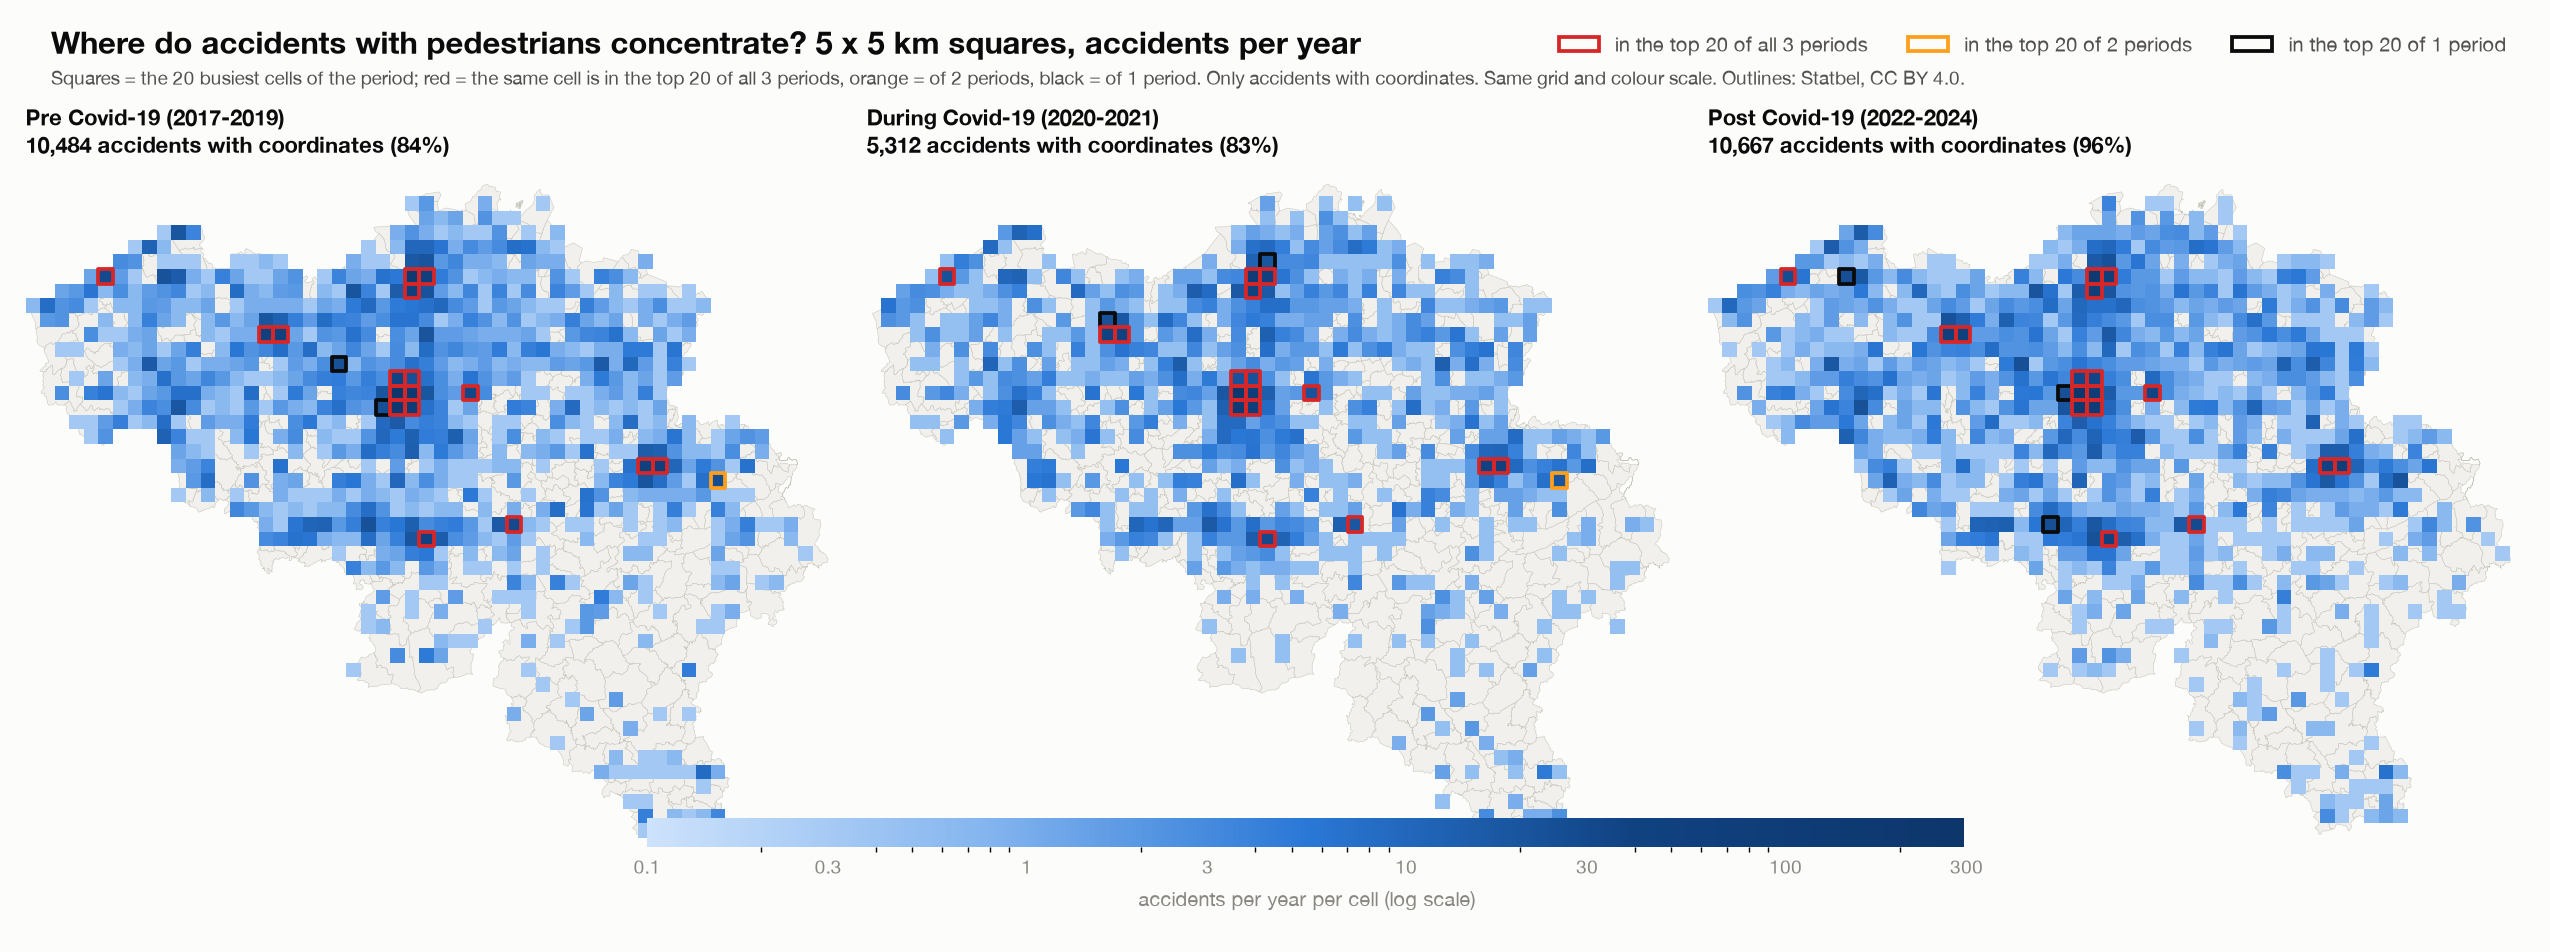 Where do accidents with pedestrians concentrate? 5 x 5 km squares, accidents per year
in the top 20 of all 3 periods
in the top 20 of 2 periods
in the top 20 of 1 period
Squares = the 20 busiest cells of the period; red = the same cell is in the top 20 of all 3 periods, orange = of 2 periods, black = of 1 period. Only accidents with coordinates. Same grid and colour scale. Outlines: Statbel, CC BY 4.0.
Pre Covid-19 (2017-2019)
10,484 accidents with coordinates (84%)
During Covid-19 (2020-2021)
5,312 accidents with coordinates (83%)
Post Covid-19 (2022-2024)
10,667 accidents with coordinates (96%)
0.1 0.3 1 3 10 30 100 300
accidents per year per cell (log scale)